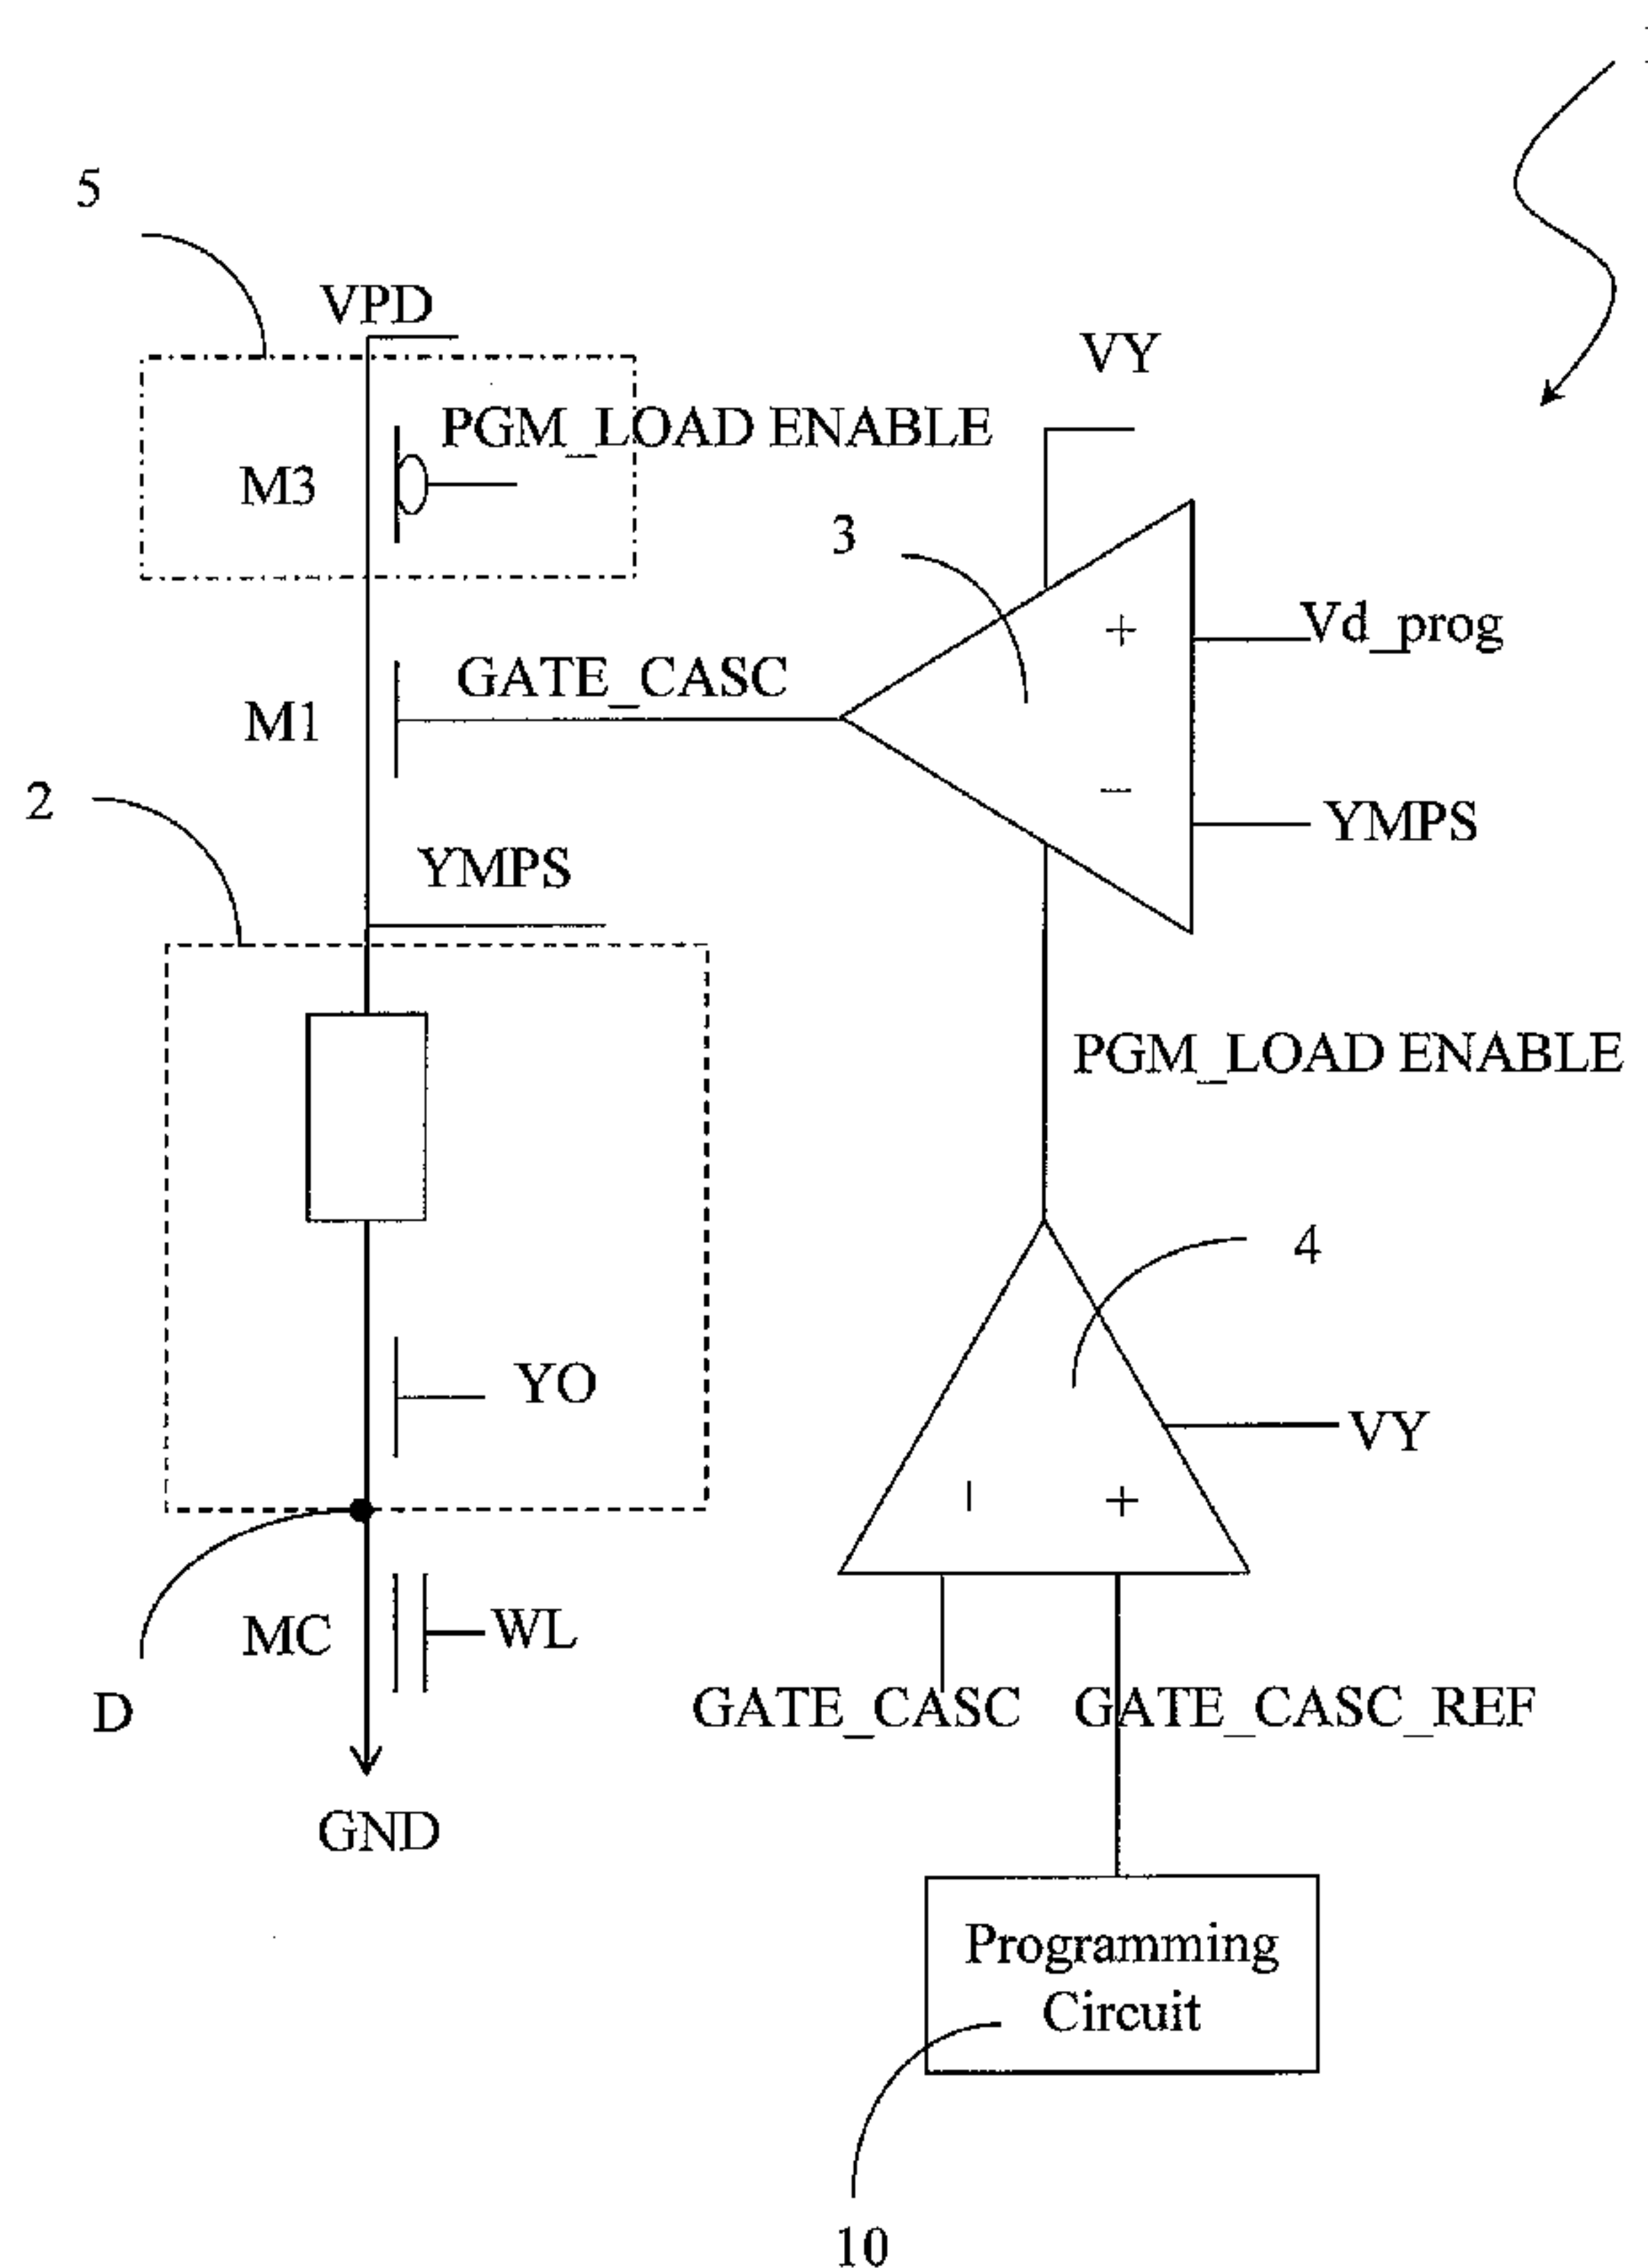 5
VPD
VY
PGM_LOAD ENABLE
M3
3
+
Vd_prog
GATE_CASC
M1
−
YMPS
2
YMPS
PGM_LOAD ENABLE
4
YO
VY
− +
MC
WL
D
GATE_CASC
GATE_CASC_REF
GND
Programming
Circuit
10